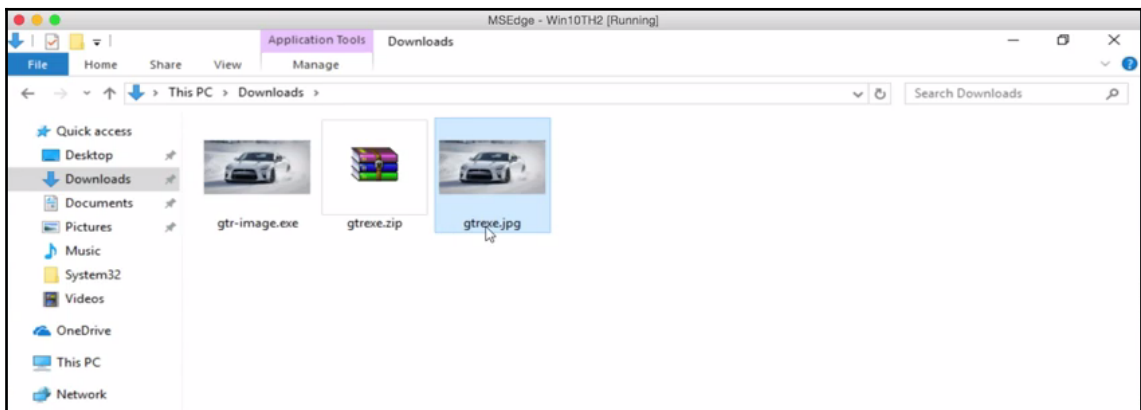 MSEdge - Win10TH2 [Running]
Application Tools Downloads
File Home Share View Manage
This PC > Downloads > Search Downloads
Quick access
Desktop
Downloads
Documents
Pictures
Music
System32
Videos
OneDrive
This PC
Network
gtr-image.exe gtrexe.zip gtrexe.jpg